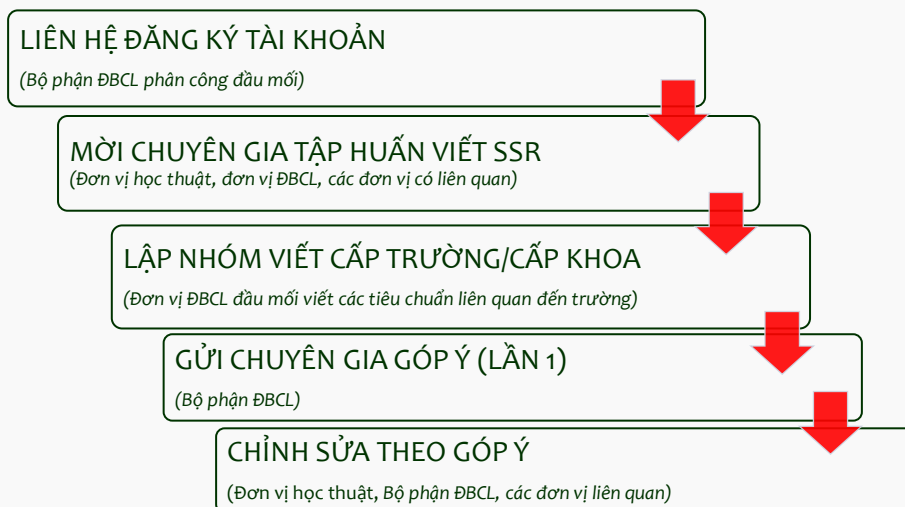 LIÊN HỆ ĐĂNG KÝ TÀI KHOẢN
(Bộ phận ĐBCL phân công đầu mối)
MỜI CHUYÊN GIA TẬP HUẤN VIẾT SSR
(Đơn vị học thuật, đơn vị ĐBCL, các đơn vị có liên quan)
LẬP NHÓM VIẾT CẤP TRƯỜNG/CẤP KHOA
(Đơn vị ĐBCL đầu mối viết các tiêu chuẩn liên quan đến trường)
GỬI CHUYÊN GIA GÓP Ý (LẦN 1)
(Bộ phận ĐBCL)
CHỈNH SỬA THEO GÓP Ý
(Đơn vị học thuật, Bộ phận ĐBCL, các đơn vị liên quan)